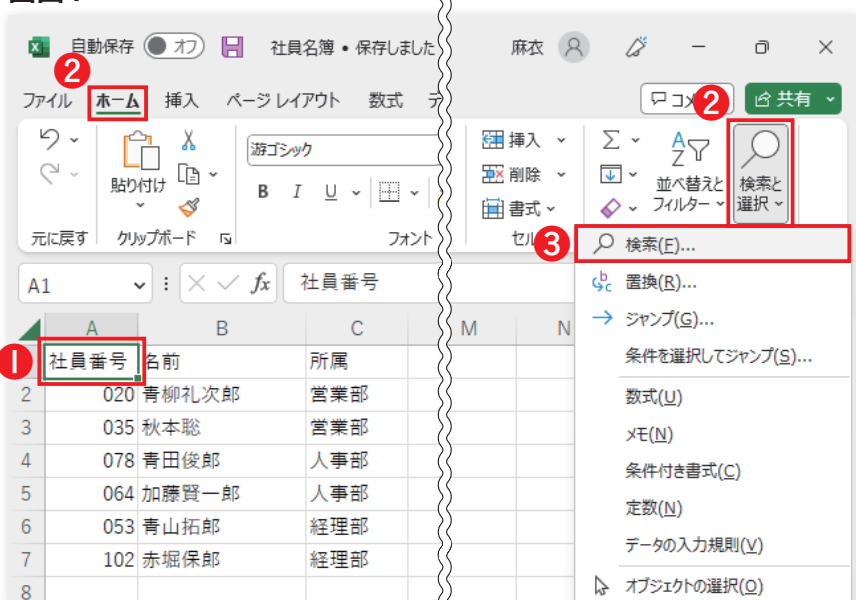 自動保存 オフ 社員名簿 • 保存しました 麻衣
2
ファイル ホーム 挿入 ページ レイアウト 数式 コメ 2 共有
貼り付け
游ゴシック
B I U
挿入
削除
書式
Σ
並べ替えと
フィルター
検索と
選択
元に戻す クリップボード フォント セル
3 検索(F)...
置換(R)...
ジャンプ(G)...
条件を選択してジャンプ(S)...
数式(U)
メモ(N)
条件付き書式(C)
定数(N)
データの入力規則(V)
オブジェクトの選択(O)
A1 fx 社員番号
A B C M N
1 社員番号 名前 所属
2 020 青柳礼次郎 営業部
3 035 秋本聡 営業部
4 078 青田俊郎 人事部
5 064 加藤賢一郎 人事部
6 053 青山拓郎 経理部
7 102 赤堀保郎 経理部
8